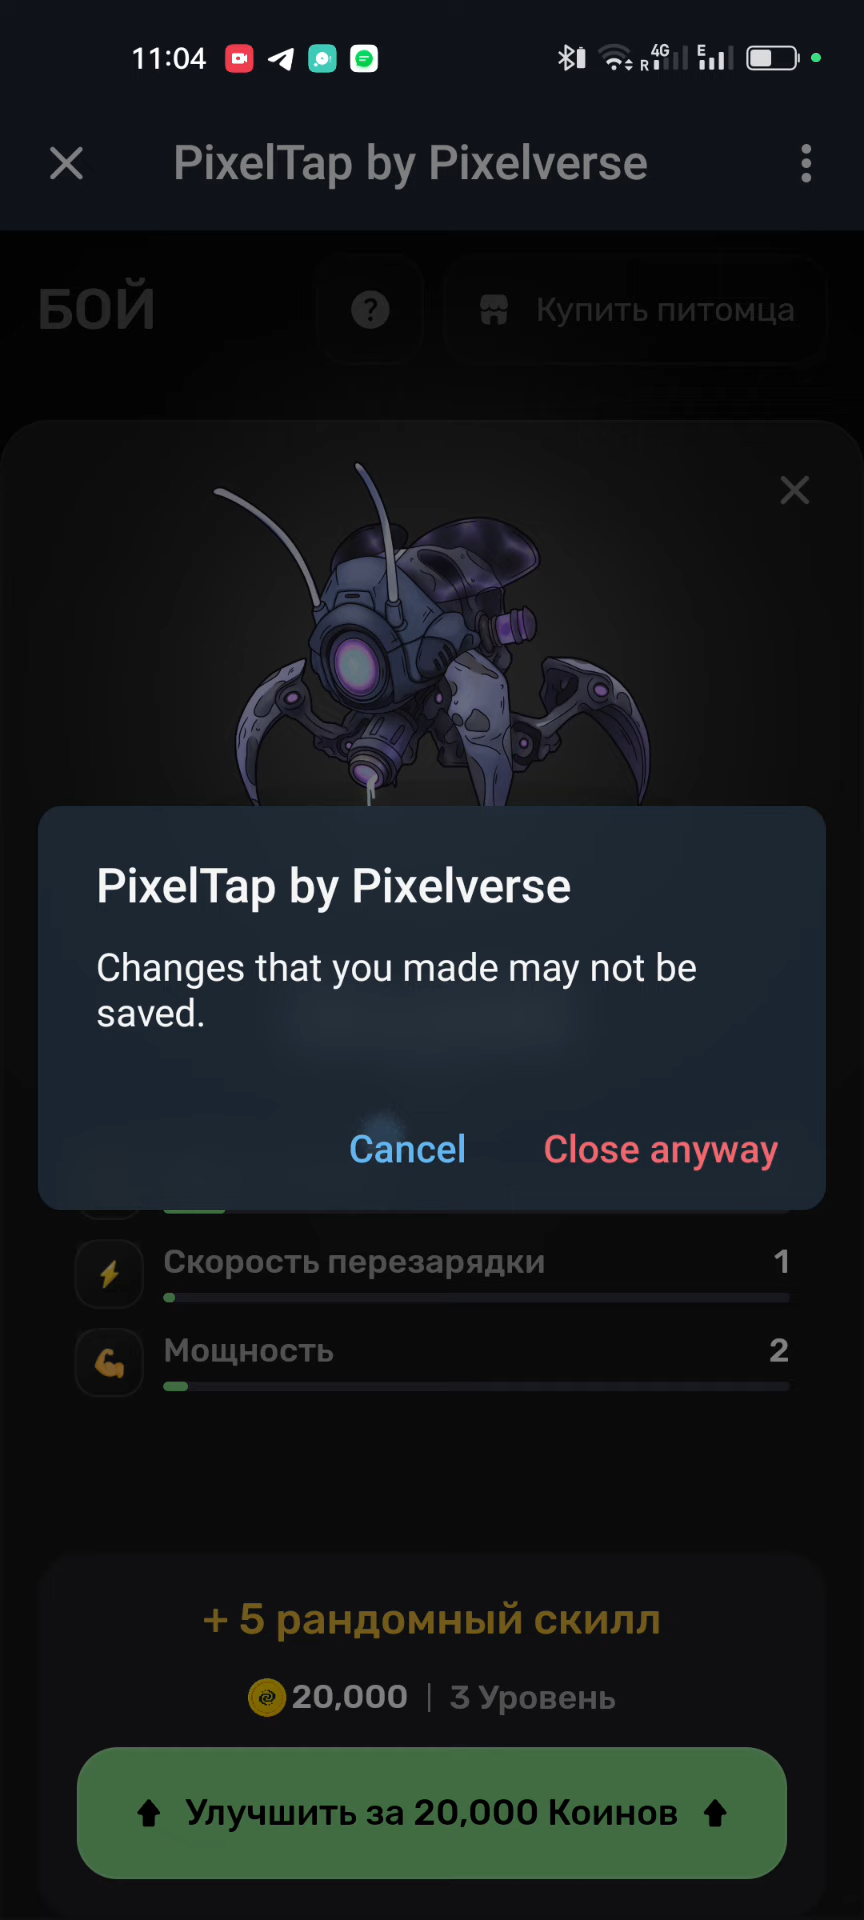 11:04
4G
R
E
PixelTap by Pixelverse
БОЙ
?
Купить питомца
PixelTap by Pixelverse
Changes that you made may not be
saved.
Cancel
Close anyway
Скорость перезарядки
1
Мощность
2
+ 5 рандомный скилл
20,000 | 3 Уровень
Улучшить за 20,000 Коинов